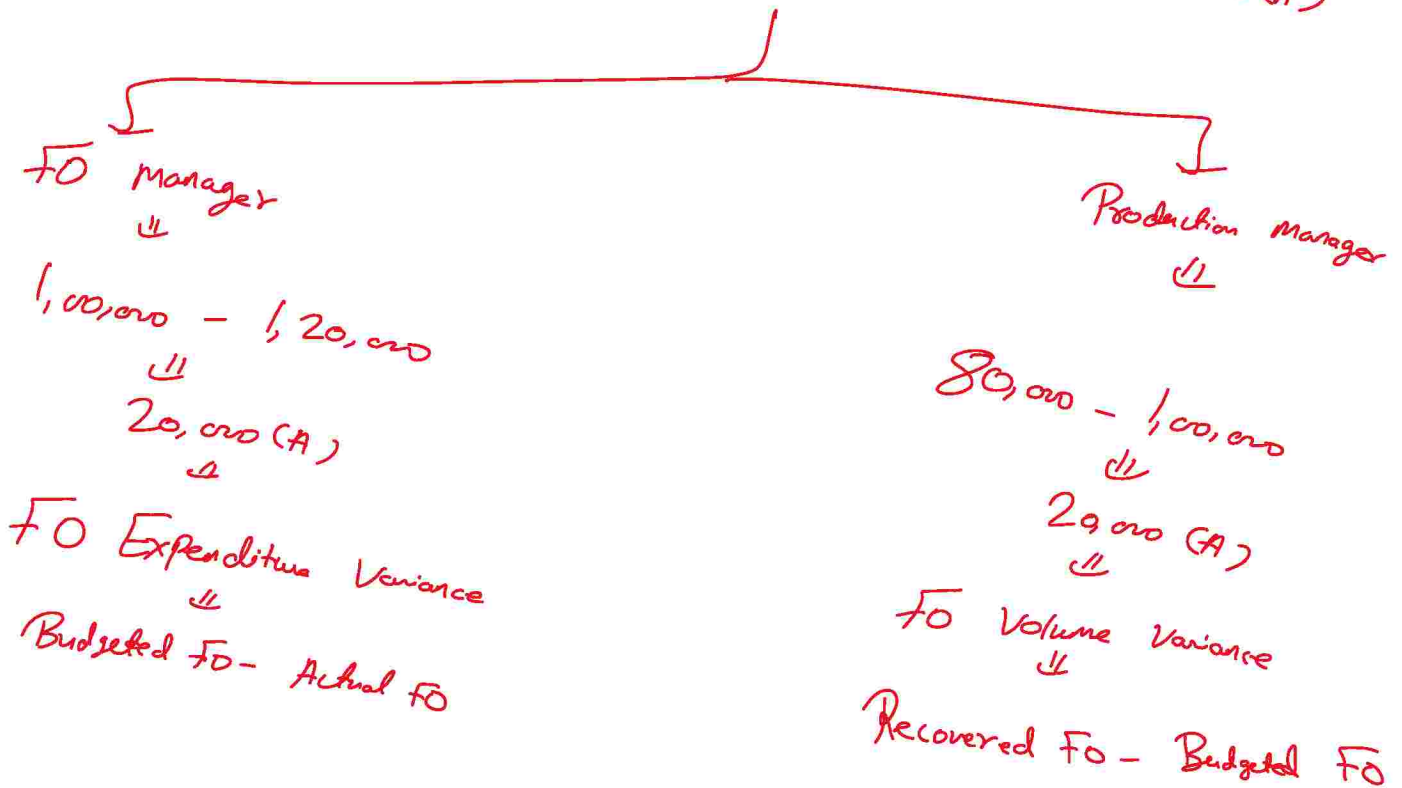 FO Manager
1,00,000 - 1,20,000
20,000 (A)
FO Expenditure Variance
Budgeted FO - Actual FO
Production Manager
80,000 - 1,00,000
20,000 (A)
FO Volume Variance
Recovered FO - Budgeted FO